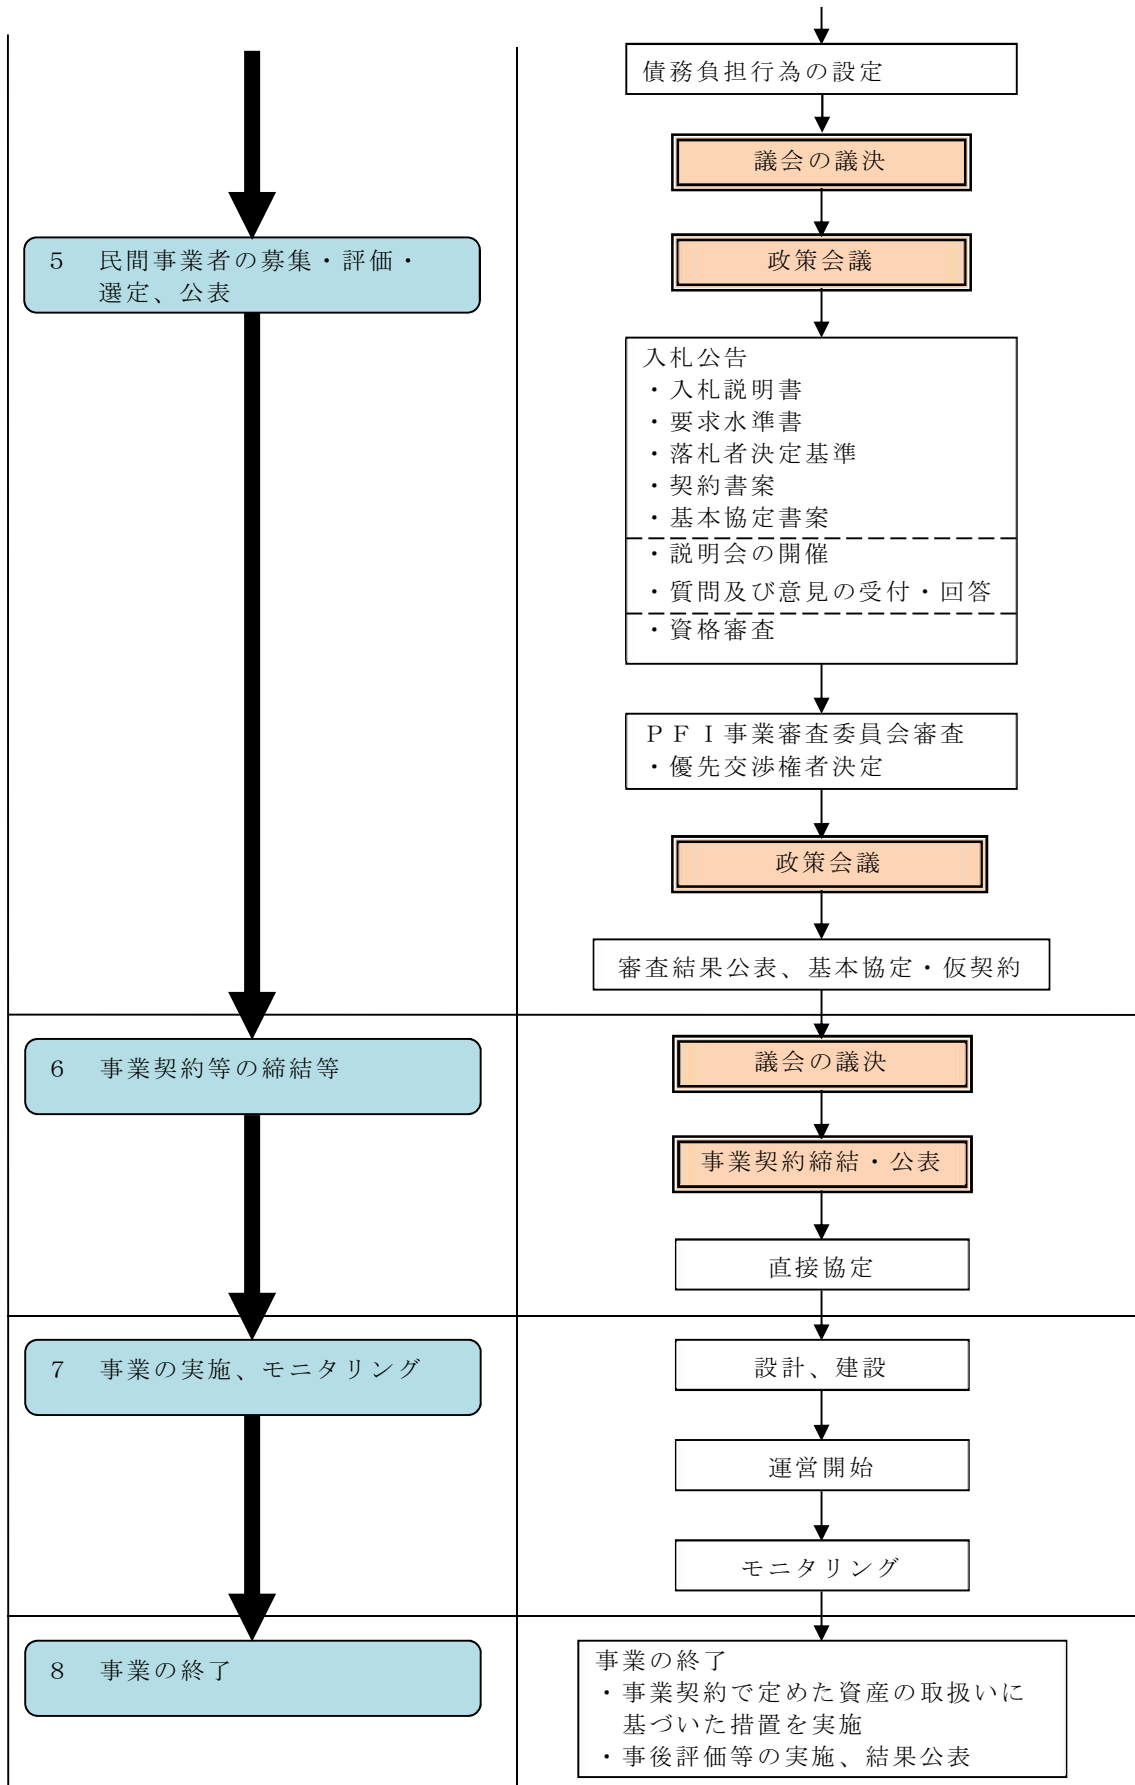 債務負担行為の設定
議会の議決
5 民間事業者の募集・評価・
選定、公表
政策会議
入札公告
・入札説明書
・要求水準書
・落札者決定基準
・契約書案
・基本協定書案
・説明会の開催
・質問及び意見の受付・回答
・資格審査
ＰＦＩ事業審査委員会審査
・優先交渉権者決定
政策会議
審査結果公表、基本協定・仮契約
6 事業契約等の締結等
議会の議決
事業契約締結・公表
直接協定
7 事業の実施、モニタリング
設計、建設
運営開始
モニタリング
8 事業の終了
事業の終了
・事業契約で定めた資産の取扱いに
基づいた措置を実施
・事後評価等の実施、結果公表